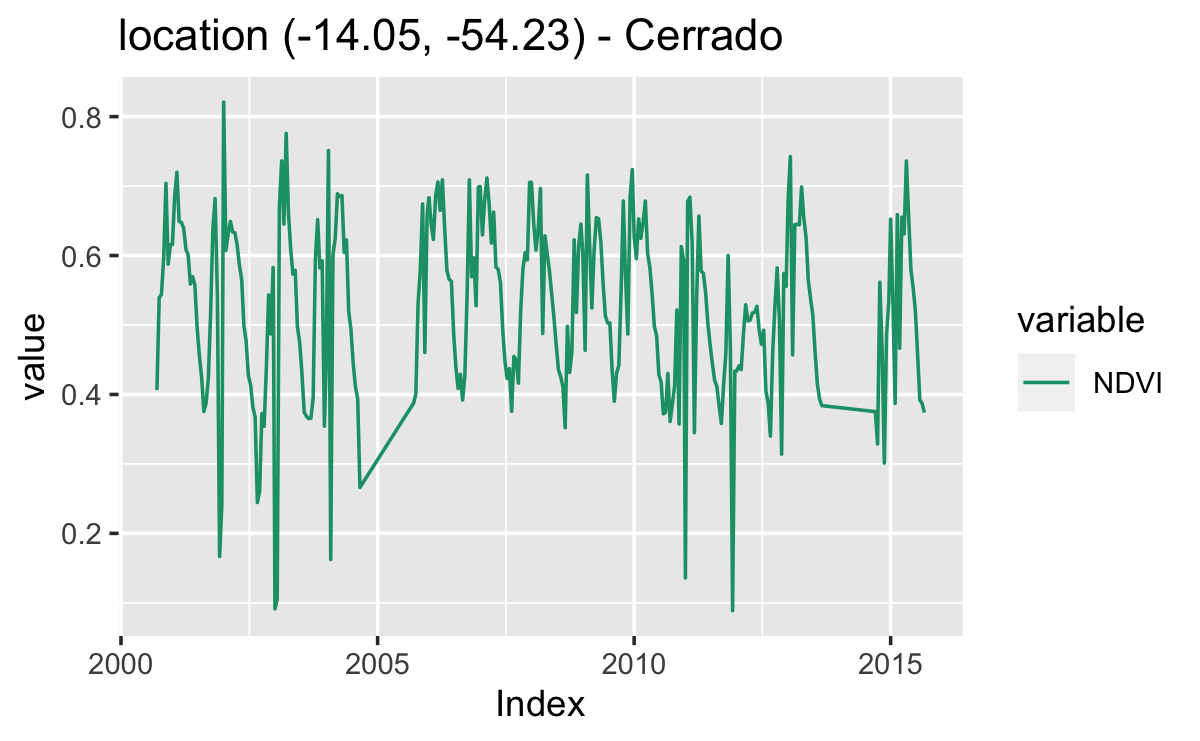 location (-14.05, -54.23) - Cerrado
0.8
0.6
0.4
0.2
value
2000 2005 2010 2015
Index
variable
NDVI